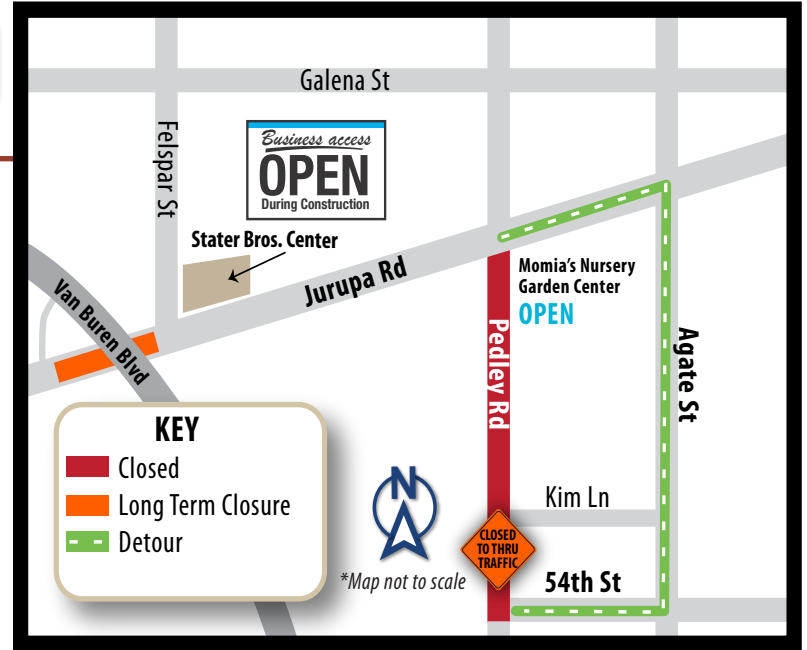 Galena St
Felspar St
Business access
OPEN
During Construction
Stater Bros. Center
Jurupa Rd
Van Buren Blvd
Momia's Nursery
Garden Center
OPEN
Pedley Rd
Agate St
KEY
Closed
Long Term Closure
Detour
N
*Map not to scale
Kim Ln
CLOSED
TO THRU
TRAFFIC
54th St